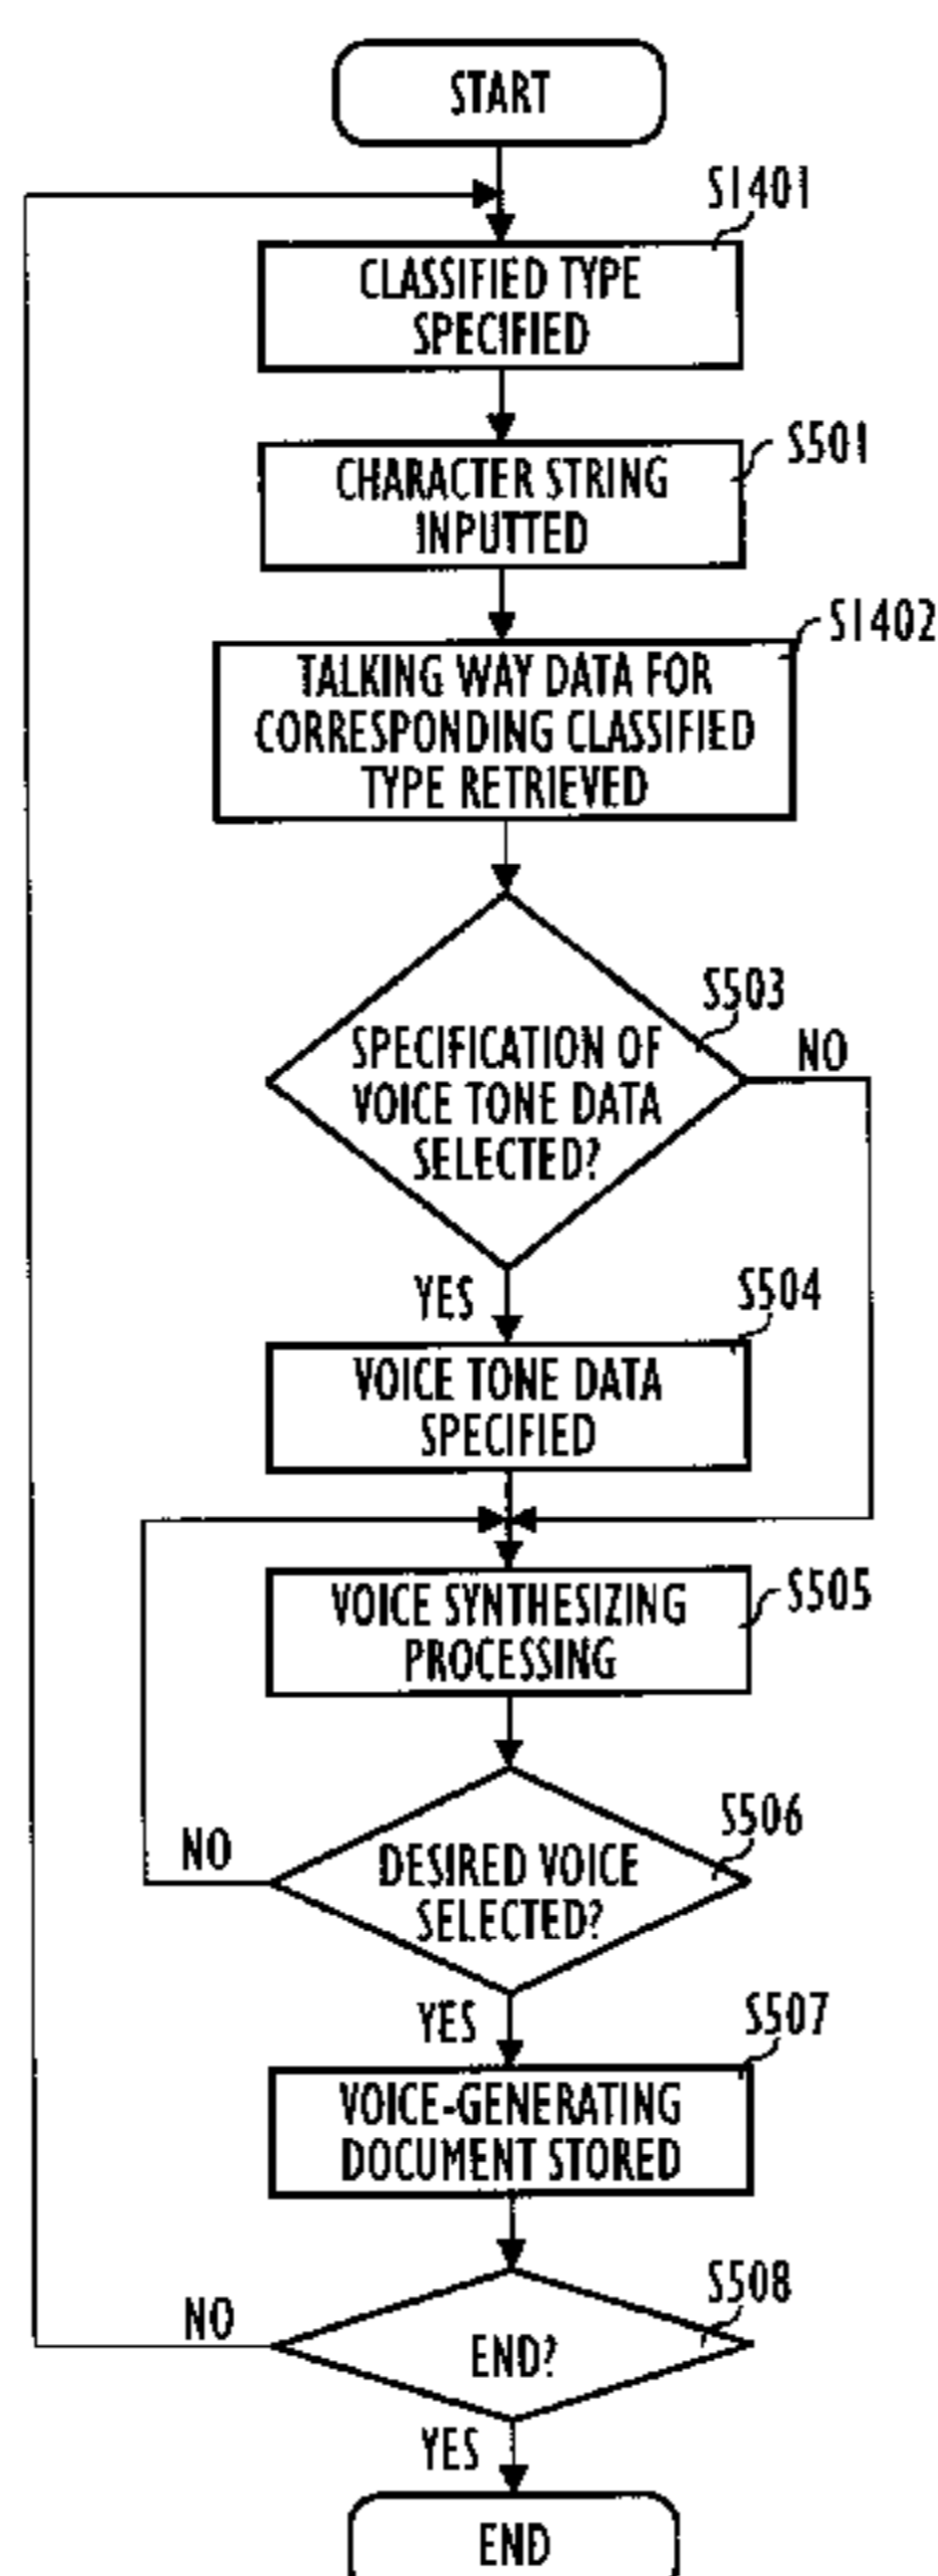 START
S1401
CLASSIFIED TYPE
SPECIFIED
S501
CHARACTER STRING
INPUTTED
S1402
TALKING WAY DATA FOR
CORRESPONDING CLASSIFIED
TYPE RETRIEVED
S503
SPECIFICATION OF
VOICE TONE DATA
SELECTED?
NO
YES
S504
VOICE TONE DATA
SPECIFIED
S505
VOICE SYNTHESIZING
PROCESSING
S506
DESIRED VOICE
SELECTED?
NO
YES
S507
VOICE-GENERATING
DOCUMENT STORED
S508
END?
NO
YES
END